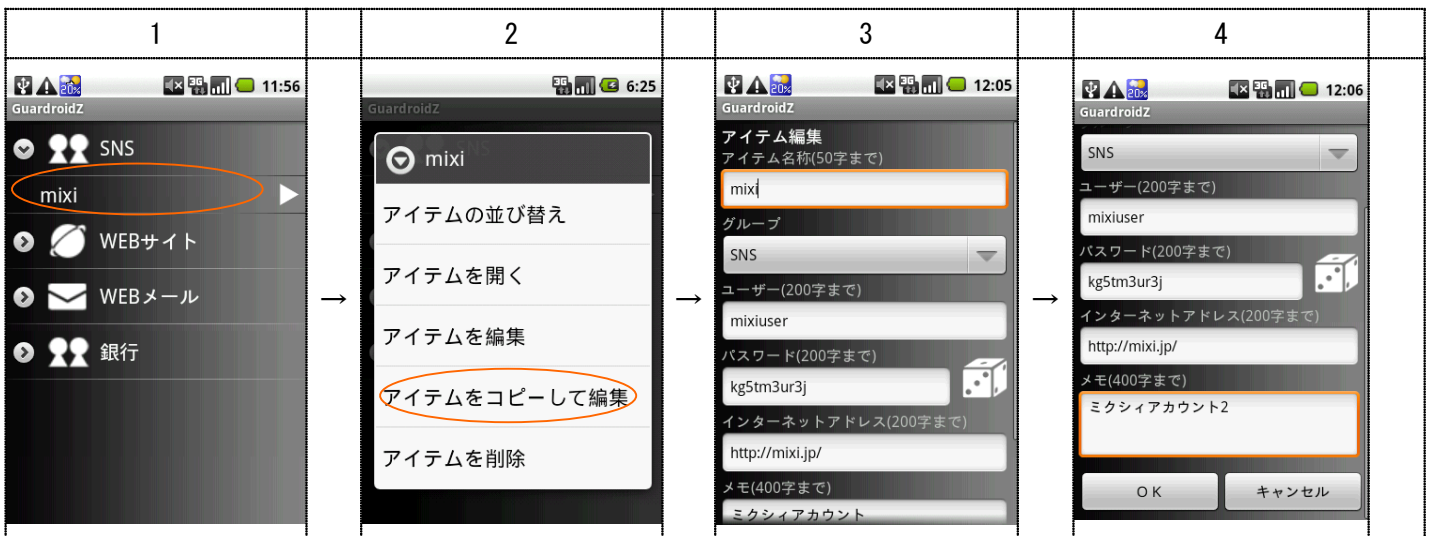 1
2
3
4
20%
3G
11:56
GuardroidZ
SNS
mixi
WEBサイト
WEBメール
銀行
→
3G
6:25
GuardroidZ
SNS
mixi
アイテムの並び替え
アイテムを開く
アイテムを編集
アイテムをコピーして編集
アイテムを削除
→
20%
3G
12:05
GuardroidZ
アイテム編集
アイテム名称(50字まで)
mixi
グループ
SNS
ユーザー(200字まで)
mixiuser
パスワード(200字まで)
kg5tm3ur3j
インターネットアドレス(200字まで)
http://mixi.jp/
メモ(400字まで)
ミクシィアカウント
→
20%
3G
12:06
GuardroidZ
SNS
ユーザー(200字まで)
mixiuser
パスワード(200字まで)
kg5tm3ur3j
インターネットアドレス(200字まで)
http://mixi.jp/
メモ(400字まで)
ミクシィアカウント2
OK
キャンセル